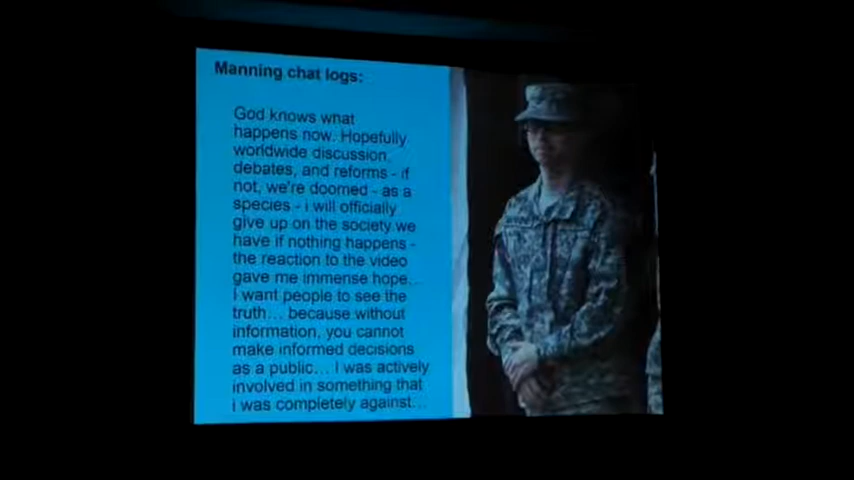 Manning chat logs:
God knows what
happens now. Hopefully
worldwide discussion,
debates, and reforms - if
not, we're doomed - as a
species - i will officially
give up on the society we
have if nothing happens -
the reaction to the video
gave me immense hope...
I want people to see the
truth... because without
information, you cannot
make informed decisions
as a public... I was actively
involved in something that
i was completely against...